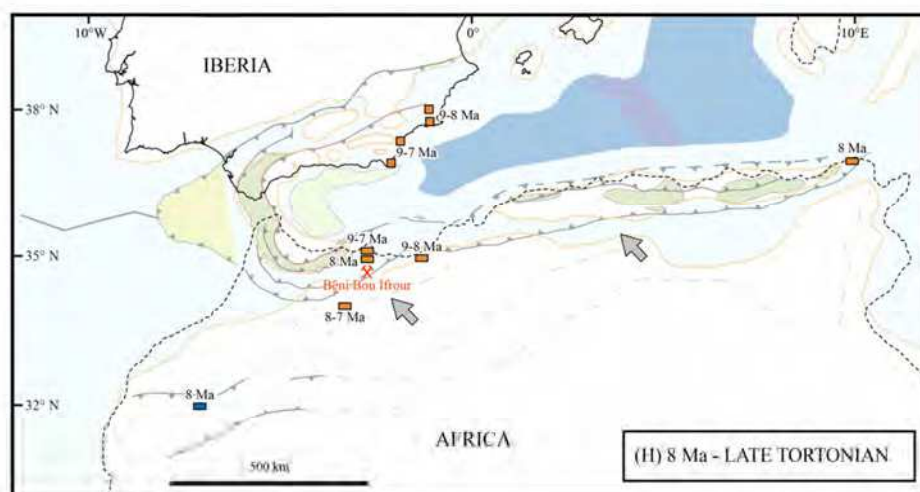 10°W
0°
10°E
IBERIA
38° N
9-8 Ma
9-7 Ma
8 Ma
9-7 Ma
9-8 Ma
35° N
8 Ma
Beni Bou Ifrour
8-7 Ma
8 Ma
32° N
AFRICA
(H) 8 Ma - LATE TORTONIAN
500 km